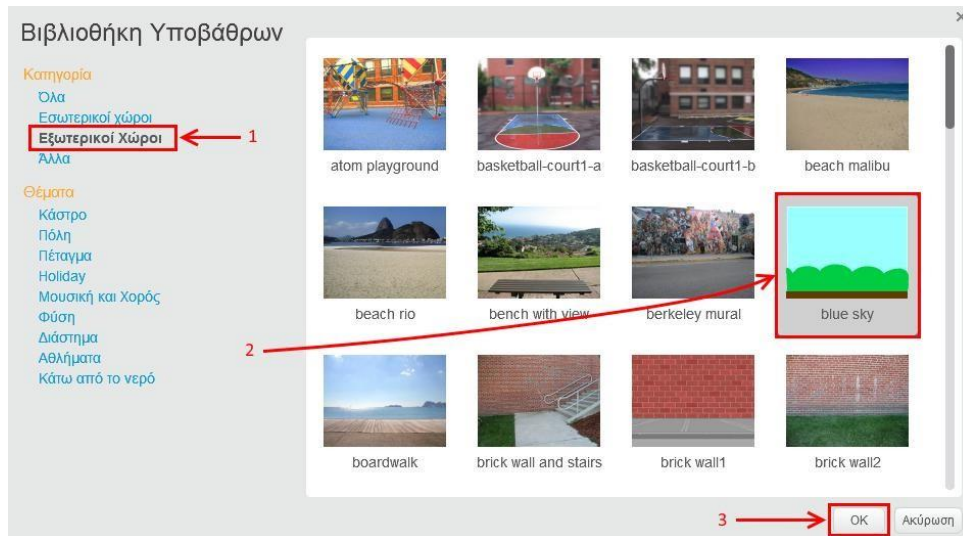 Βιβλιοθήκη Υποβάθρων
×
Κατηγορία
Όλα
Εσωτερικοί χώροι
Εξωτερικοί Χώροι
1
Άλλα
Θέματα
Κάστρο
Πόλη
Πέταγμα
Holiday
Μουσική και Χορός
Φύση
Διάστημα
Αθλήματα
Κάτω από το νερό
2
atom playground basketball-court1-a basketball-court1-b beach malibu
beach rio bench with view berkeley mural blue sky
boardwalk brick wall and stairs brick wall1 brick wall2
3 OK Ακύρωση